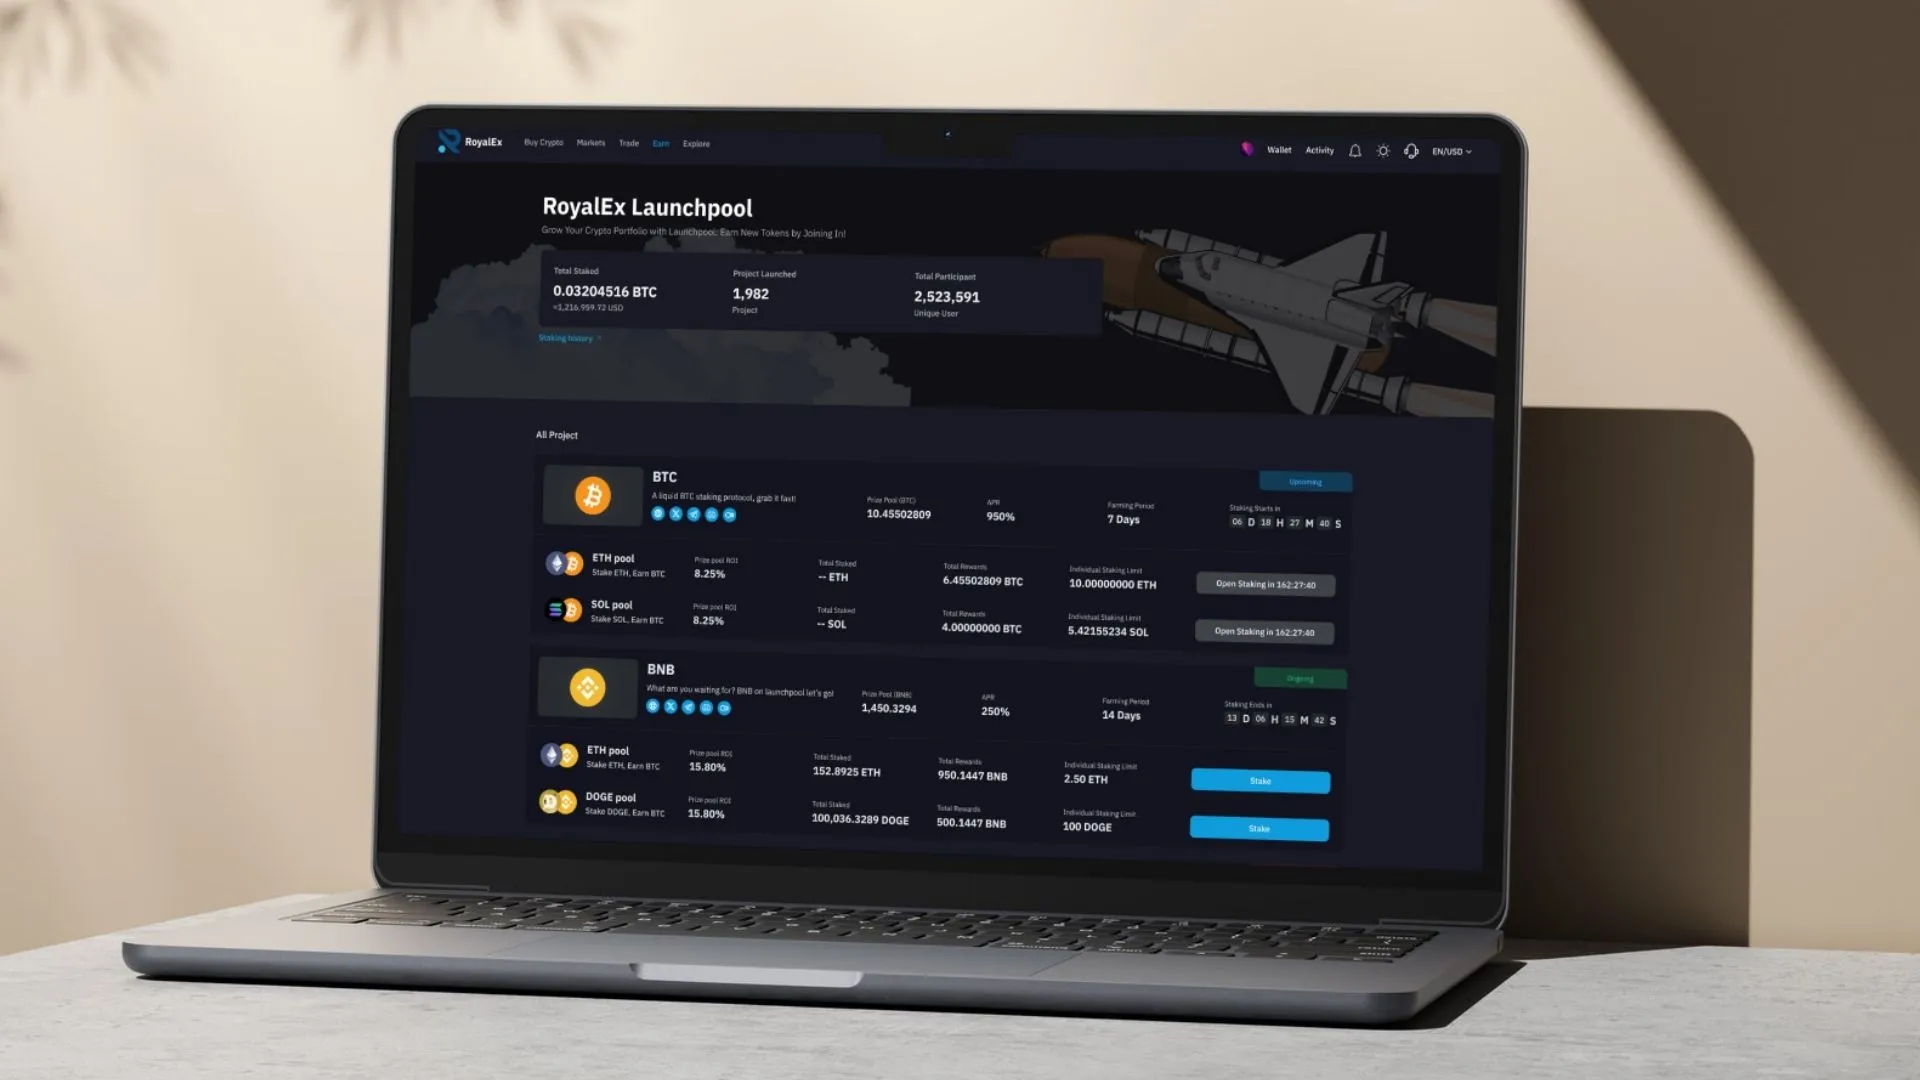 RoyalEx Buy Crypto Markets Trade Earn Explore Wallet Activity EN/USD
RoyalEx Launchpool
Grow Your Crypto Portfolio with Launchpool. Earn New Tokens by Joining In!
Total Staked Project Launched Total Participant
0.03204516 BTC 1,982 2,523,591
≈1,216,959.72 USD Project Unique User
Staking history
All Project
BTC Upcoming
A liquid BTC staking protocol, grab it fast!
Prize Pool (BTC) APR Farming Period Staking Starts in
10.45502809 950% 7 Days 06 D 18 H 27 M 40 S
ETH pool Prize pool ROI Total Staked Total Rewards Individual Staking Limit
Stake ETH, Earn BTC 8.25% -- ETH 6.45502809 BTC 10.00000000 ETH Open Staking in 162:27:40
SOL pool Prize pool ROI Total Staked Total Rewards Individual Staking Limit
Stake SOL, Earn BTC 8.25% -- SOL 4.00000000 BTC 5.42155234 SOL Open Staking in 162:27:40
BNB Ongoing
What are you waiting for? BNB on launchpool let's go!
Prize Pool (BNB) APR Farming Period Staking Ends in
1,450.3294 250% 14 Days 13 D 06 H 15 M 42 S
ETH pool Prize pool ROI Total Staked Total Rewards Individual Staking Limit
Stake ETH, Earn BTC 15.80% 152.8925 ETH 950.1447 BNB 2.50 ETH Stake
DOGE pool Prize pool ROI Total Staked Total Rewards Individual Staking Limit
Stake DOGE, Earn BTC 15.80% 100,036.3289 DOGE 500.1447 BNB 100 DOGE Stake